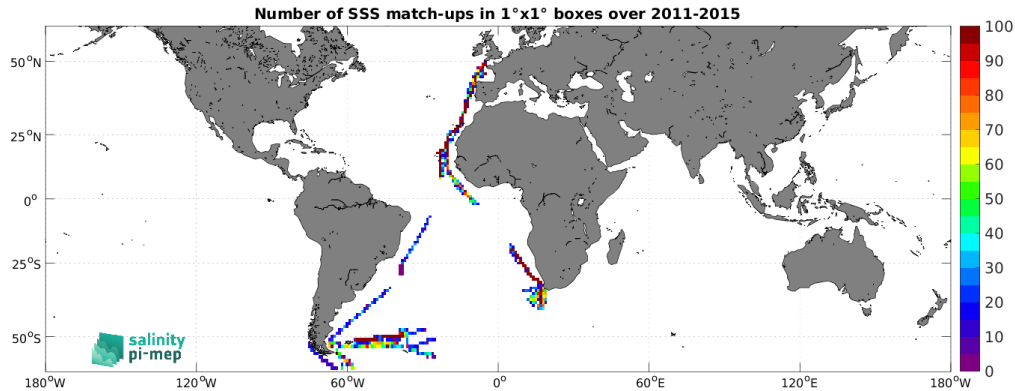 Number of SSS match-ups in 1°x1° boxes over 2011-2015
50°N
25°N
0°
25°S
50°S
180°W
120°W
60°W
0°
60°E
120°E
180°W
100
90
80
70
60
50
40
30
20
10
0
salinity
pi-mep